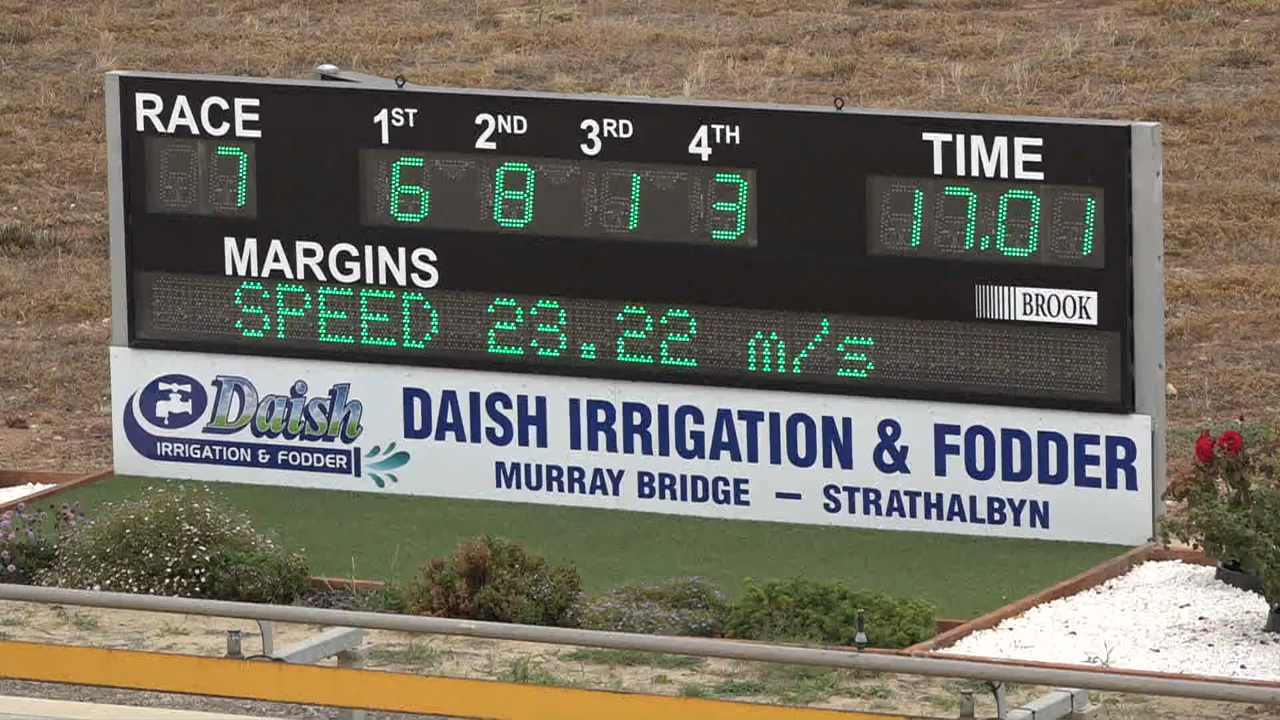 RACE 1ST 2ND 3RD 4TH TIME
7 6 8 1 3 17.01
MARGINS
BROOK
SPEED 23.22 m/s
Daish
IRRIGATION & FODDER
DAISH IRRIGATION & FODDER
MURRAY BRIDGE – STRATHALBYN